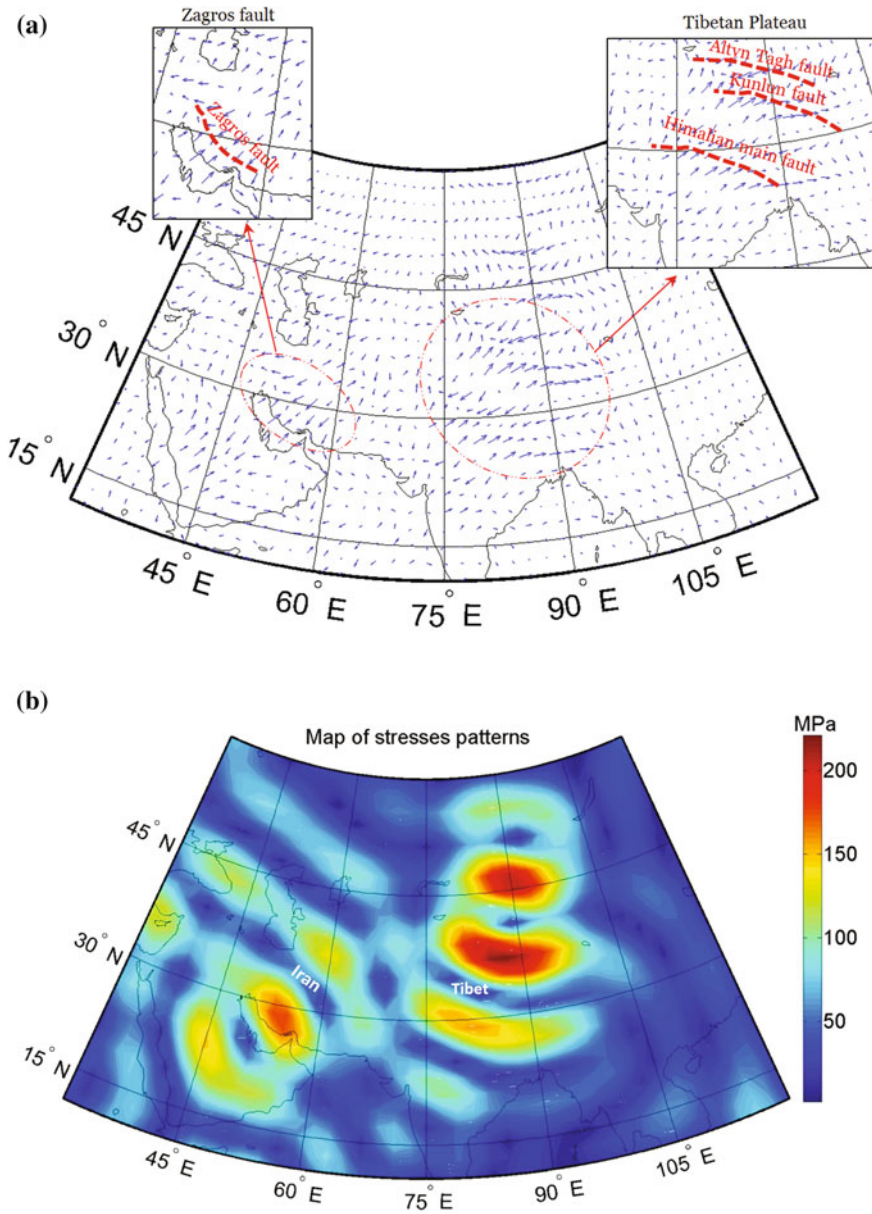 (a)
Zagros fault
Tibetan Plateau
Zagros fault
Altyn Tagh fault
Kunlun fault
Himalian main fault
45° N
30° N
15° N
45° E
60° E
75° E
90° E
105° E
(b)
Map of stresses patterns
MPa
200
150
100
50
45° N
30° N
15° N
Iran
Tibet
45° E
60° E
75° E
90° E
105° E